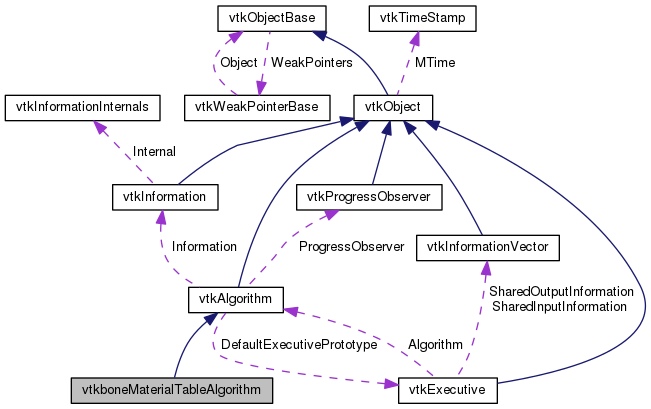 vtkObjectBase
vtkTimeStamp
Object
WeakPointers
MTime
vtkInformationInternals
vtkWeakPointerBase
vtkObject
Internal
vtkInformation
vtkProgressObserver
Information
ProgressObserver
vtkInformationVector
vtkAlgorithm
SharedOutputInformation
SharedInputInformation
DefaultExecutivePrototype
Algorithm
vtkboneMaterialTableAlgorithm
vtkExecutive